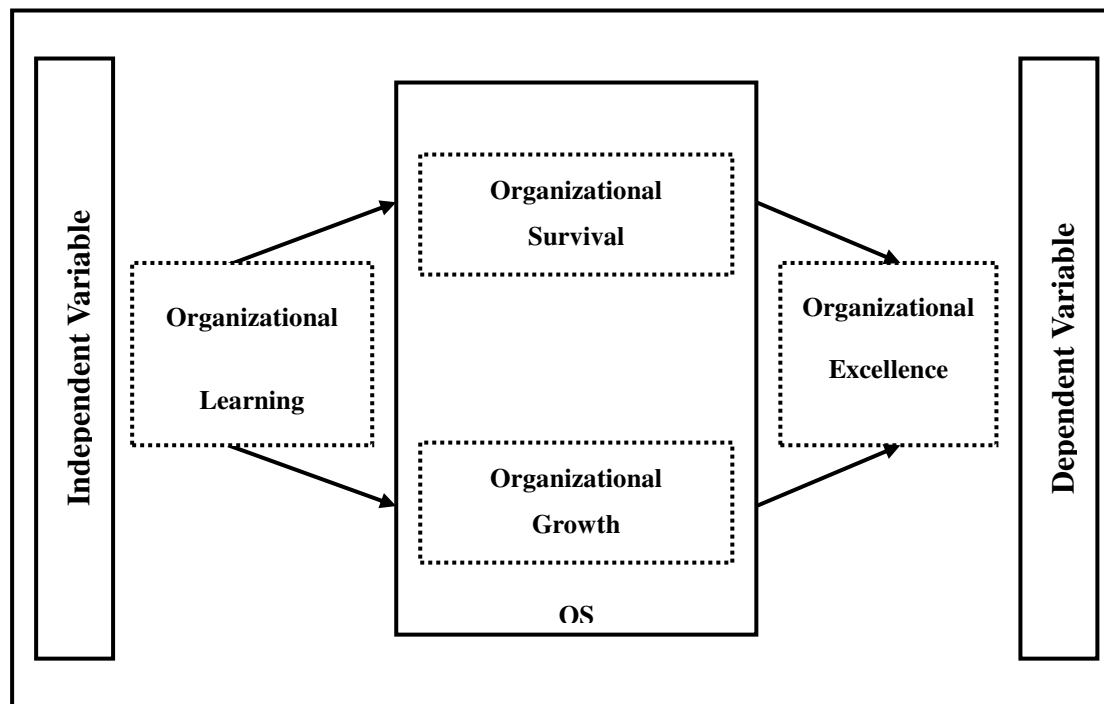 Independent Variable
Organizational
Learning
Organizational
Survival
Organizational
Growth
OS
Organizational
Excellence
Dependent Variable